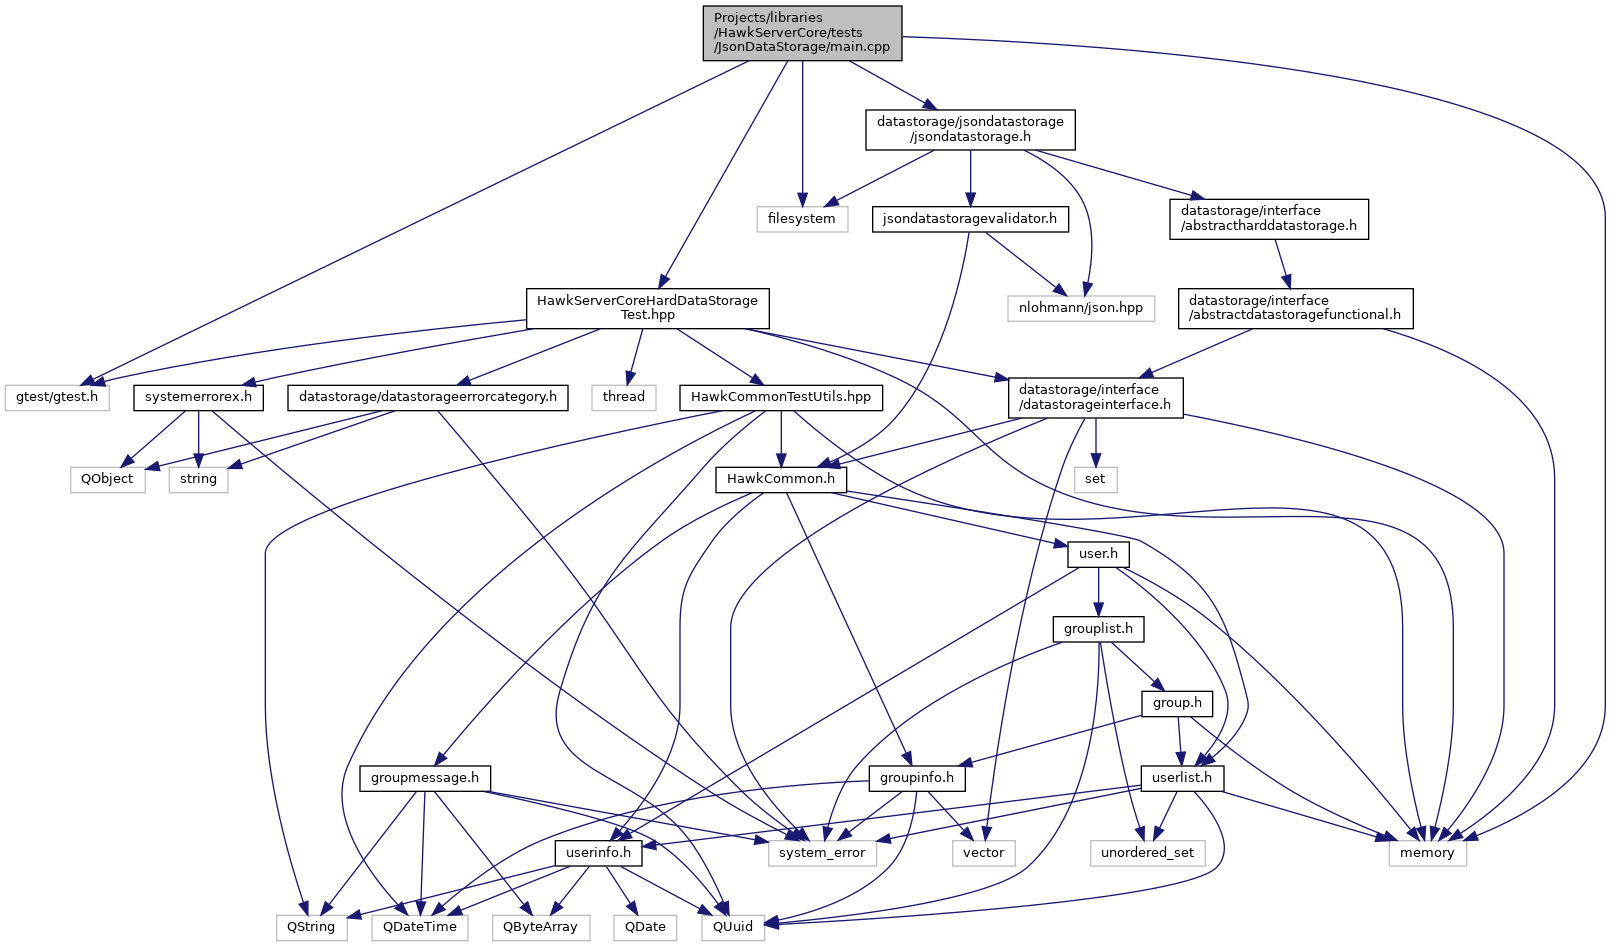 Projects/libraries
/HawkServerCore/tests
/JsonDataStorage/main.cpp
datastorage/jsondatastorage
/jsondatastorage.h
filesystem
jsondatastoragevalidator.h
datastorage/interface
/abstractharddatastorage.h
HawkServerCoreHardDataStorage
Test.hpp
nlohmann/json.hpp
datastorage/interface
/abstractdatastoragefunctional.h
gtest/gtest.h
systemerrorex.h
datastorage/datastorageerrorcategory.h
thread
HawkCommonTestUtils.hpp
datastorage/interface
/datastorageinterface.h
QObject
string
HawkCommon.h
set
user.h
grouplist.h
group.h
groupmessage.h
groupinfo.h
userlist.h
userinfo.h
system_error
vector
unordered_set
memory
QString
QDateTime
QByteArray
QDate
QUuid